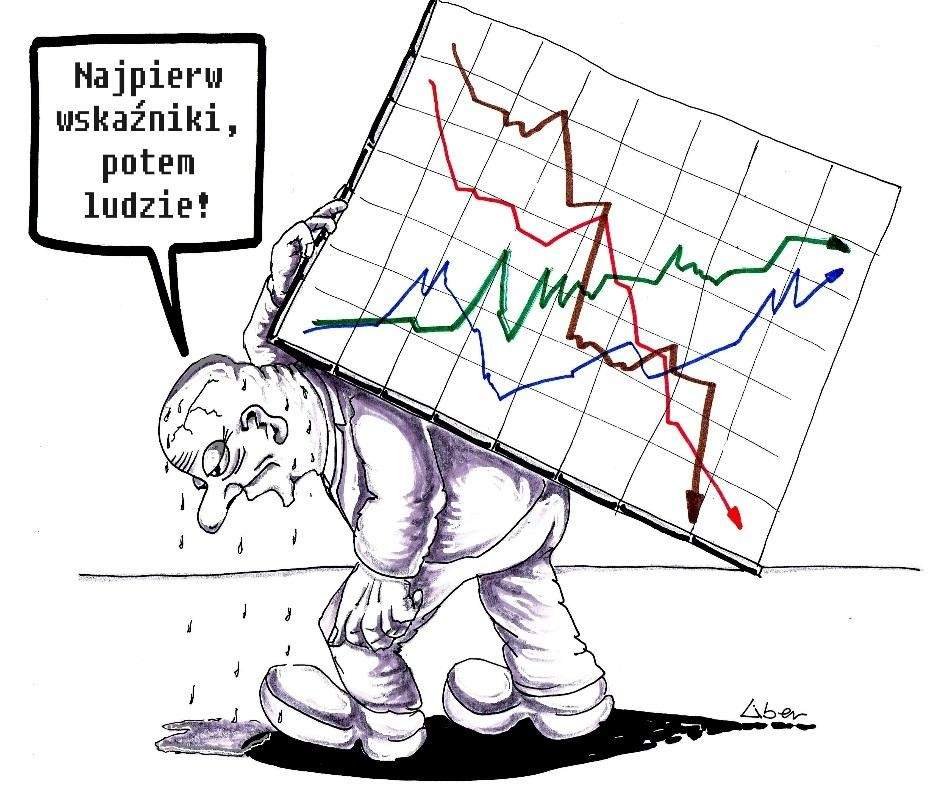 Najpierw
wskaźniki,
potem
ludzie!
Liber